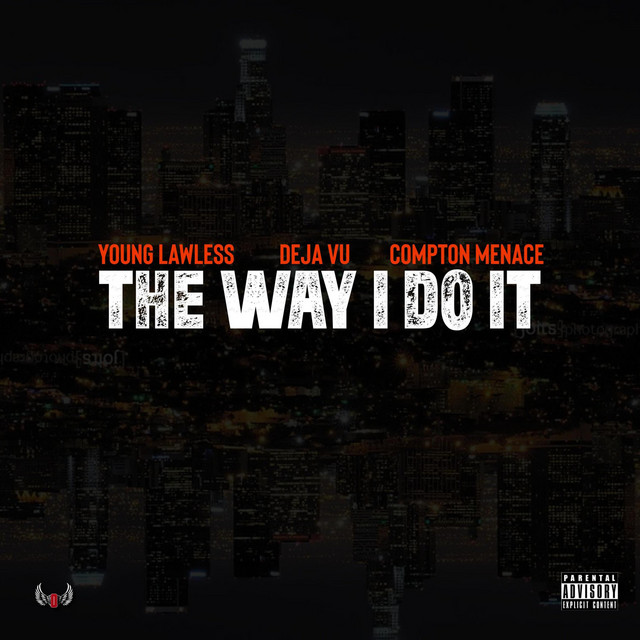 YOUNG LAWLESS DEJA VU COMPTON MENACE
THE WAY I DO IT
PARENTAL
ADVISORY
EXPLICIT CONTENT